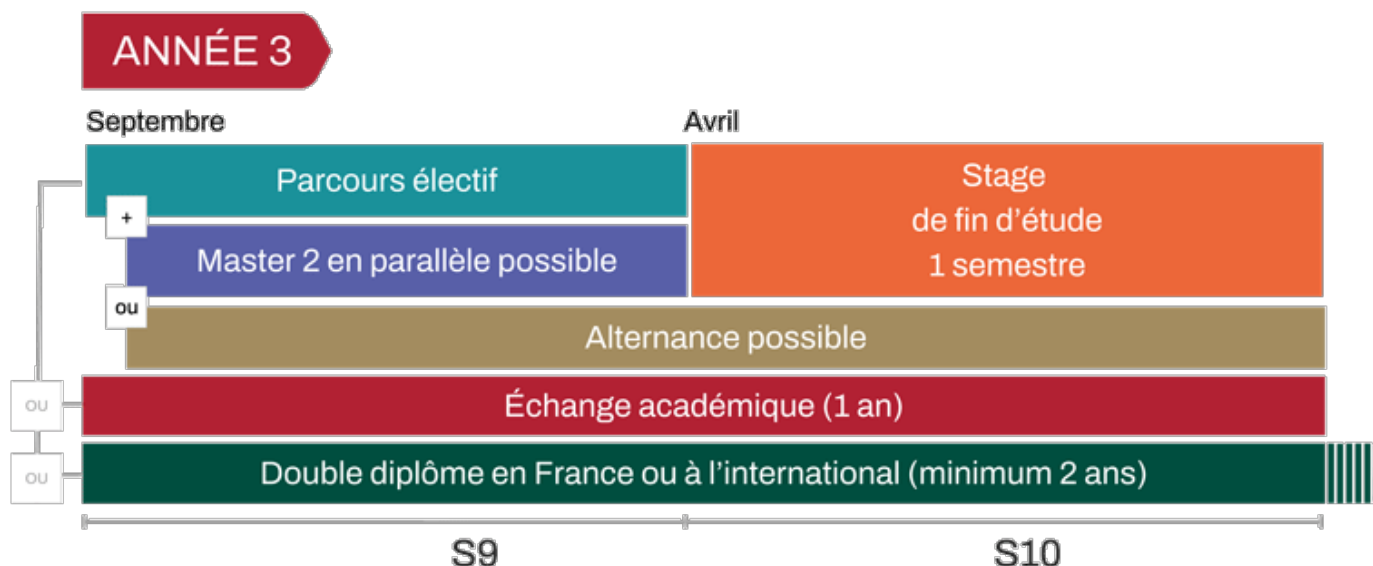 ANNÉE 3
Septembre
Avril
Parcours électif
Stage
de fin d'étude
1 semestre
+
Master 2 en parallèle possible
ou
Alternance possible
OU
Échange académique (1 an)
OU
Double diplôme en France ou à l'international (minimum 2 ans)
S9
S10